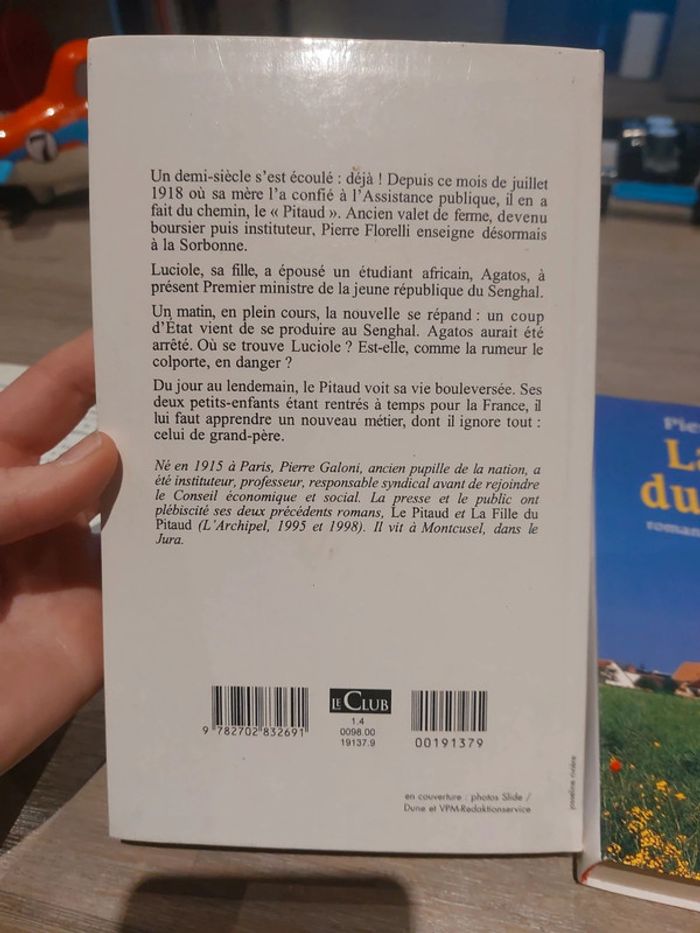 Un demi-siècle s'est écoulé : déjà ! Depuis ce mois de juillet
1918 où sa mère l'a confié à l'Assistance publique, il en a
fait du chemin, le « Pitaud ». Ancien valet de ferme, devenu
boursier puis instituteur, Pierre Florelli enseigne désormais
à la Sorbonne.
Luciole, sa fille, a épousé un étudiant africain, Agatos, à
présent Premier ministre de la jeune république du Senghal.
Un matin, en plein cours, la nouvelle se répand : un coup
d'État vient de se produire au Senghal. Agatos aurait été
arrêté. Où se trouve Luciole ? Est-elle, comme la rumeur le
colporte, en danger ?
Du jour au lendemain, le Pitaud voit sa vie bouleversée. Ses
deux petits-enfants étant rentrés à temps pour la France, il
lui faut apprendre un nouveau métier, dont il ignore tout :
celui de grand-père.
Né en 1915 à Paris, Pierre Galoni, ancien pupille de la nation, a
été instituteur, professeur, responsable syndical avant de rejoindre
le Conseil économique et social. La presse et le public ont
plébiscité ses deux précédents romans, Le Pitaud et La Fille du
Pitaud (L'Archipel, 1995 et 1998). Il vit à Montcusel, dans le
Jura.
LE CLUB
1.4
0098.00
19137.9
9 782702 832691
00191379
en couverture : photos Slide /
Dune et VPM-Redaktionservice
josseline rivière
7
Pie
La
du
roman